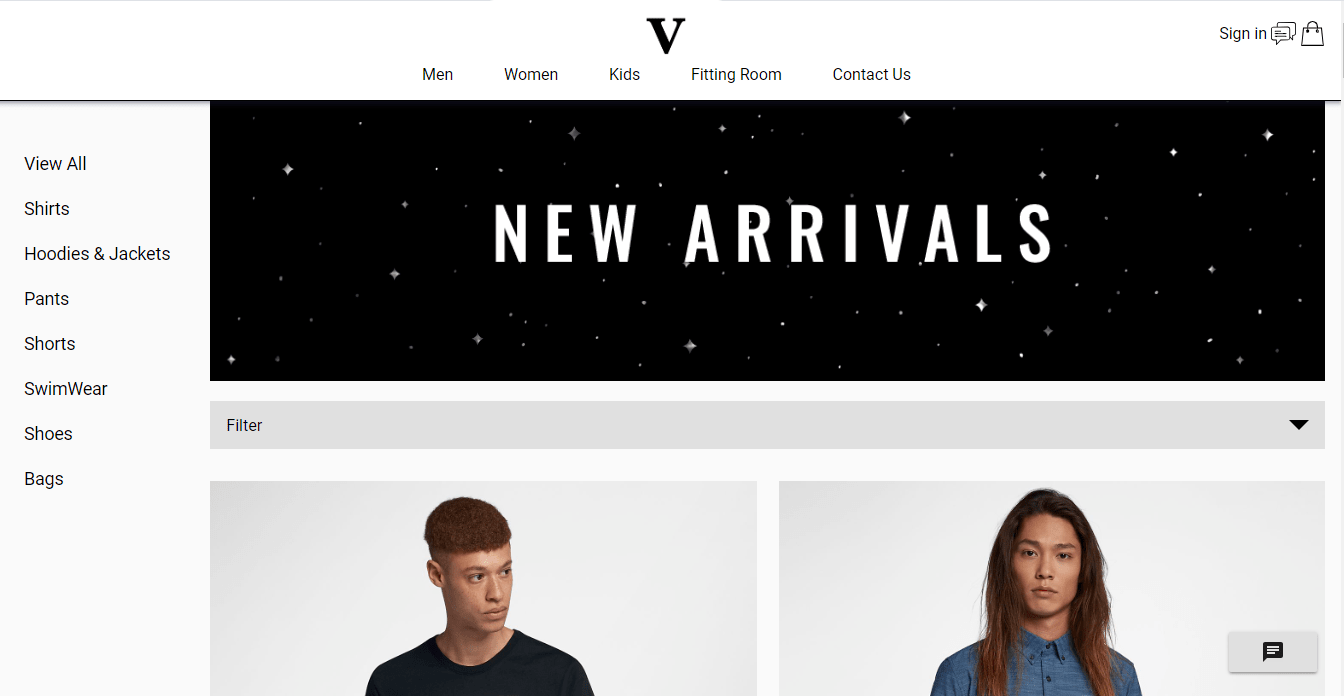 V
Sign in
Men Women Kids Fitting Room Contact Us
View All
Shirts
Hoodies & Jackets
Pants
Shorts
SwimWear
Shoes
Bags
NEW ARRIVALS
Filter